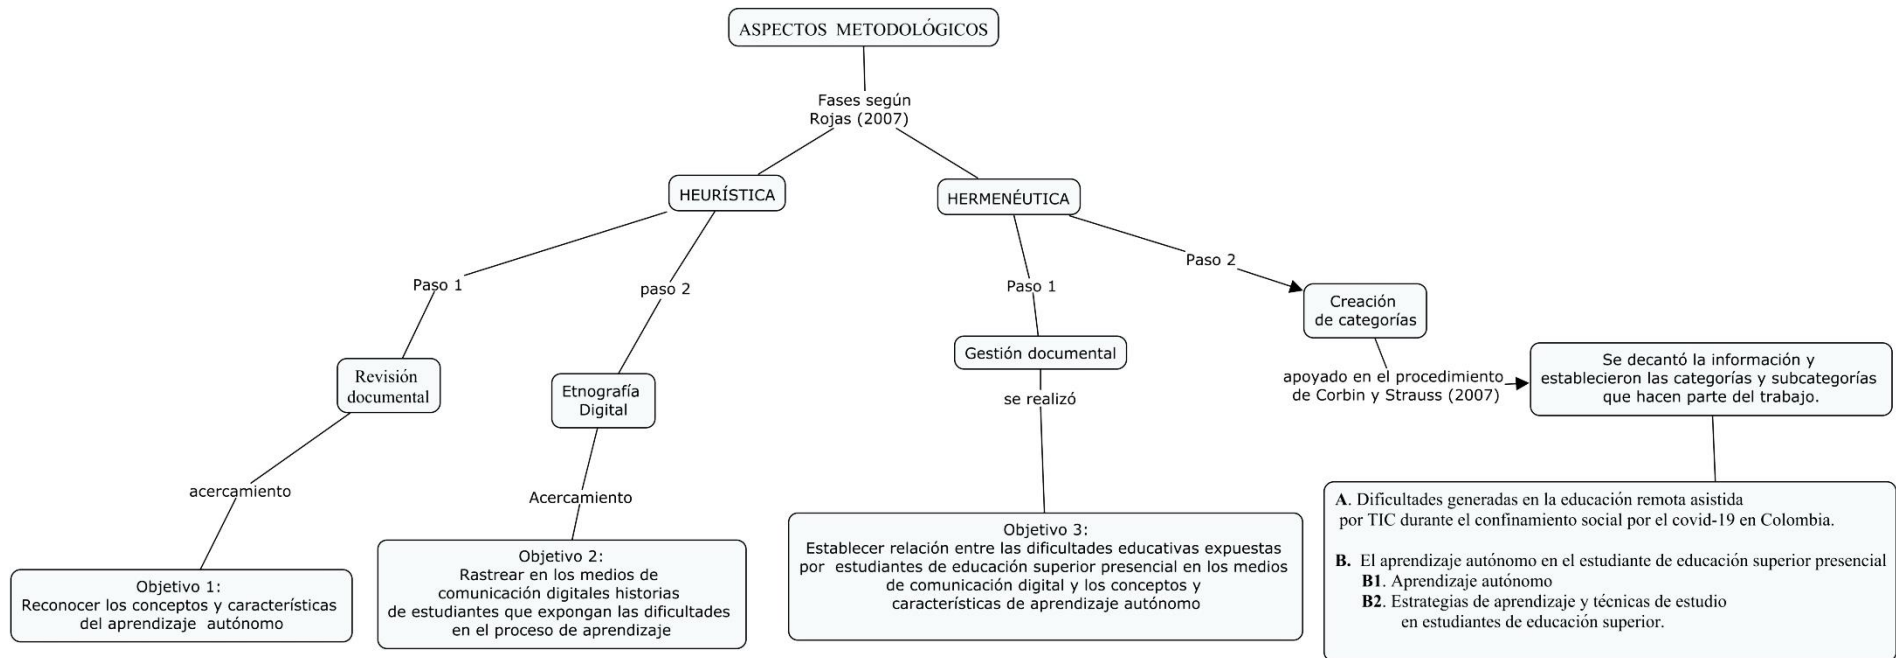 ASPECTOS METODOLÓGICOS
Fases según
Rojas (2007)
HEURÍSTICA
HERMENÉUTICA
Paso 1
paso 2
Paso 1
Paso 2
Revisión
documental
Etnografía
Digital
Gestión documental
Creación
de categorías
acercamiento
Acercamiento
se realizó
apoyado en el procedimiento
de Corbin y Strauss (2007)
Se decantó la información y
establecieron las categorías y subcategorías
que hacen parte del trabajo.
Objetivo 1:
Reconocer los conceptos y características
del aprendizaje autónomo
Objetivo 2:
Rastrear en los medios de
comunicación digitales historias
de estudiantes que expongan las dificultades
en el proceso de aprendizaje
Objetivo 3:
Establecer relación entre las dificultades educativas expuestas
por estudiantes de educación superior presencial en los medios
de comunicación digital y los conceptos y
características de aprendizaje autónomo
A. Dificultades generadas en la educación remota asistida
por TIC durante el confinamiento social por el covid-19 en Colombia.
B. El aprendizaje autónomo en el estudiante de educación superior presencial
B1. Aprendizaje autónomo
B2. Estrategias de aprendizaje y técnicas de estudio
en estudiantes de educación superior.